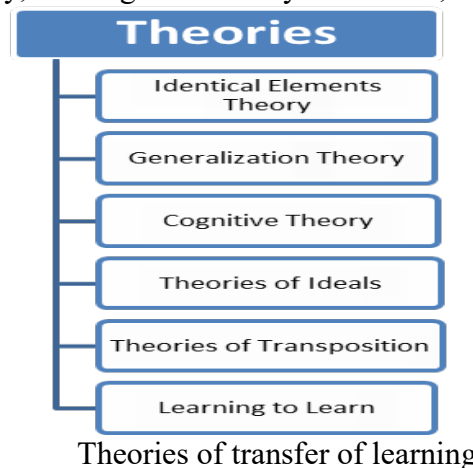 Theories
Identical Elements
Theory
Generalization Theory
Cognitive Theory
Theories of Ideals
Theories of Transposition
Learning to Learn
Theories of transfer of learning